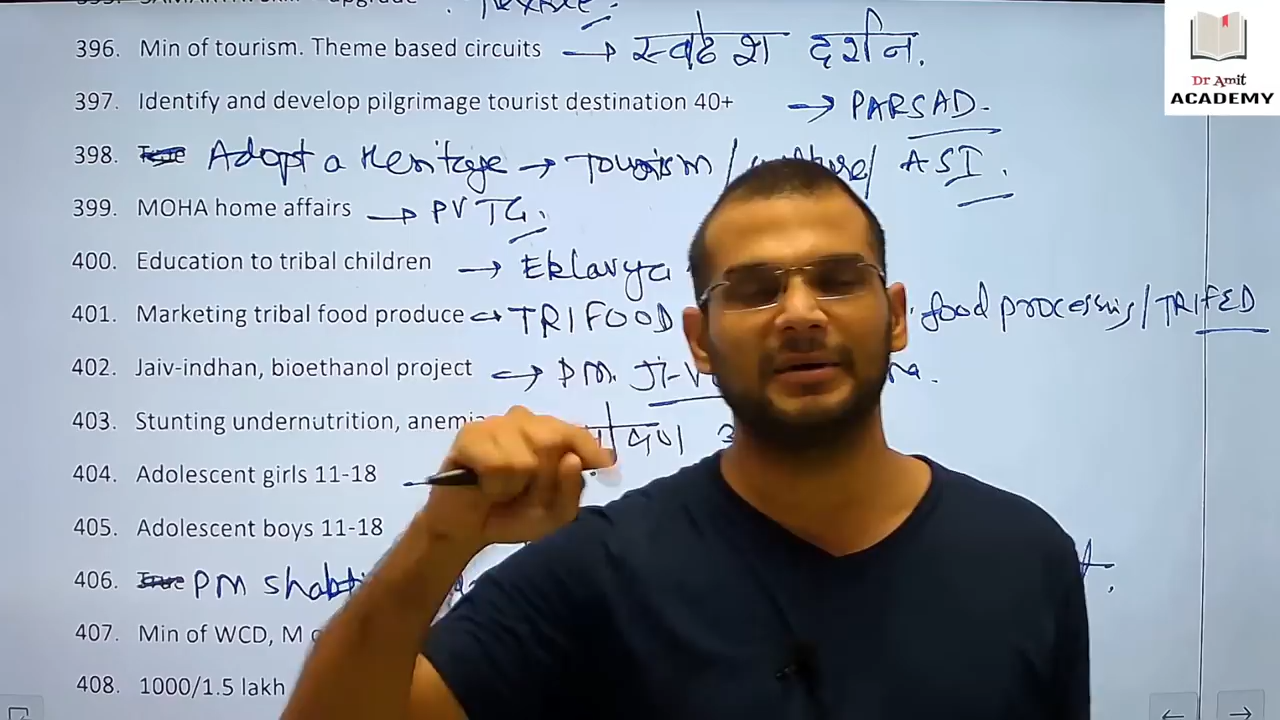 Dr Amit
ACADEMY
396. Min of tourism. Theme based circuits → स्वदेश दर्शन.
397. Identify and develop pilgrimage tourist destination 40+ → PARSAD-
398. Adopt a Heritage → Tourism / / ASI.
399. MOHA home affairs → PVTG.
400. Education to tribal children → Eklavya
401. Marketing tribal food produce → TRIFOOD food processing/TRIFED
402. Jaiv-indhan, bioethanol project → PM. JI-V
403. Stunting undernutrition,
404. Adolescent girls 11-18
405. Adolescent boys 11-18
406. PM
407. Min of WCD, M
408. 1000/1.5 lakh